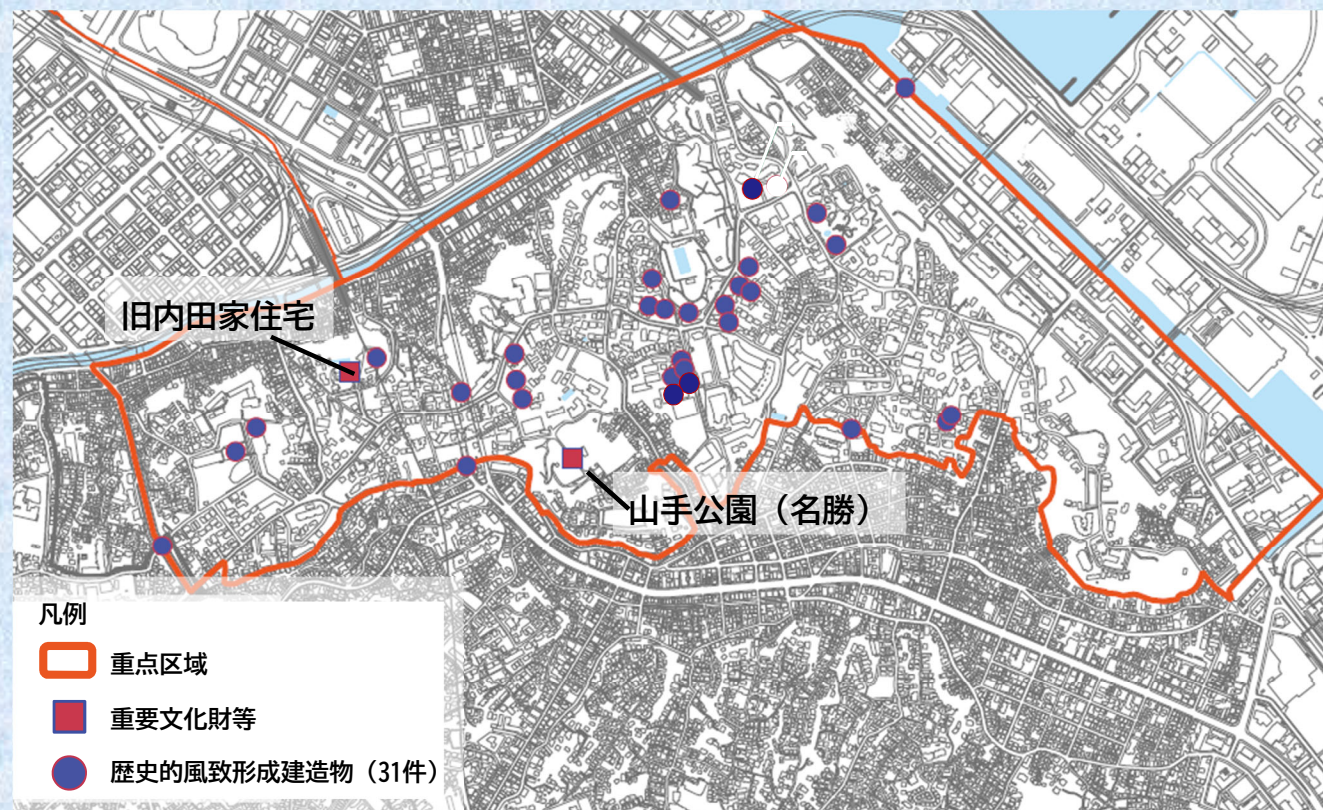 旧内田家住宅
山手公園（名勝）
凡例
重点区域
重要文化財等
歴史的風致形成建造物（31件）